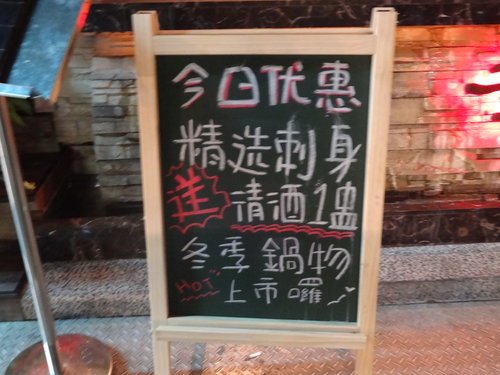 今日优惠
精选刺身
送 清酒1盅
冬季鍋物
HOT 上市囉